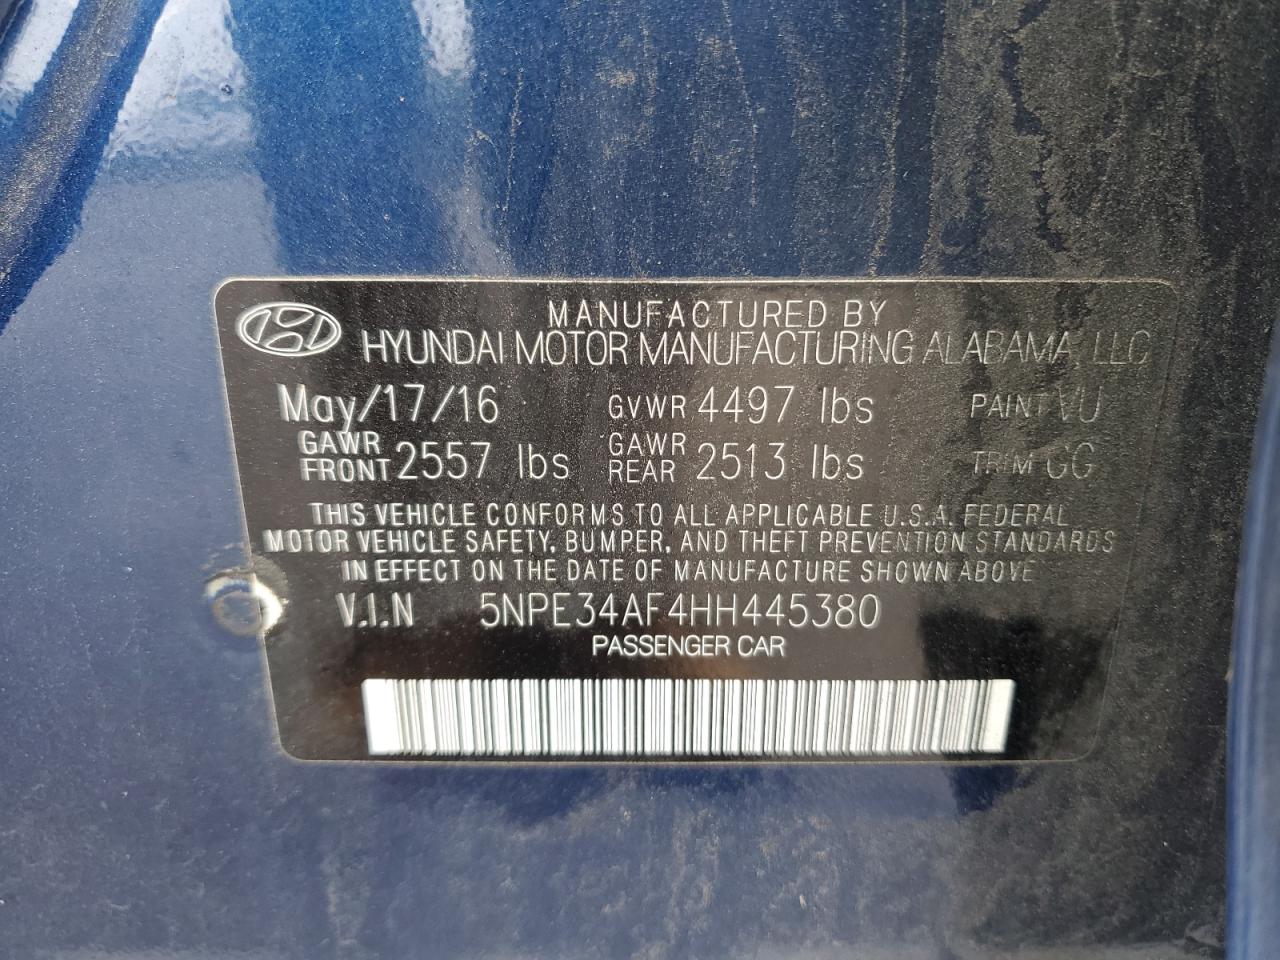 MANUFACTURED BY
HYUNDAI MOTOR MANUFACTURING ALABAMA, LLC
May/17/16 GVWR 4497 lbs PAINT VU
GAWR FRONT 2557 lbs GAWR REAR 2513 lbs TRIM GG
THIS VEHICLE CONFORMS TO ALL APPLICABLE U.S.A. FEDERAL
MOTOR VEHICLE SAFETY, BUMPER, AND THEFT PREVENTION STANDARDS
IN EFFECT ON THE DATE OF MANUFACTURE SHOWN ABOVE
V.I.N 5NPE34AF4HH445380
PASSENGER CAR